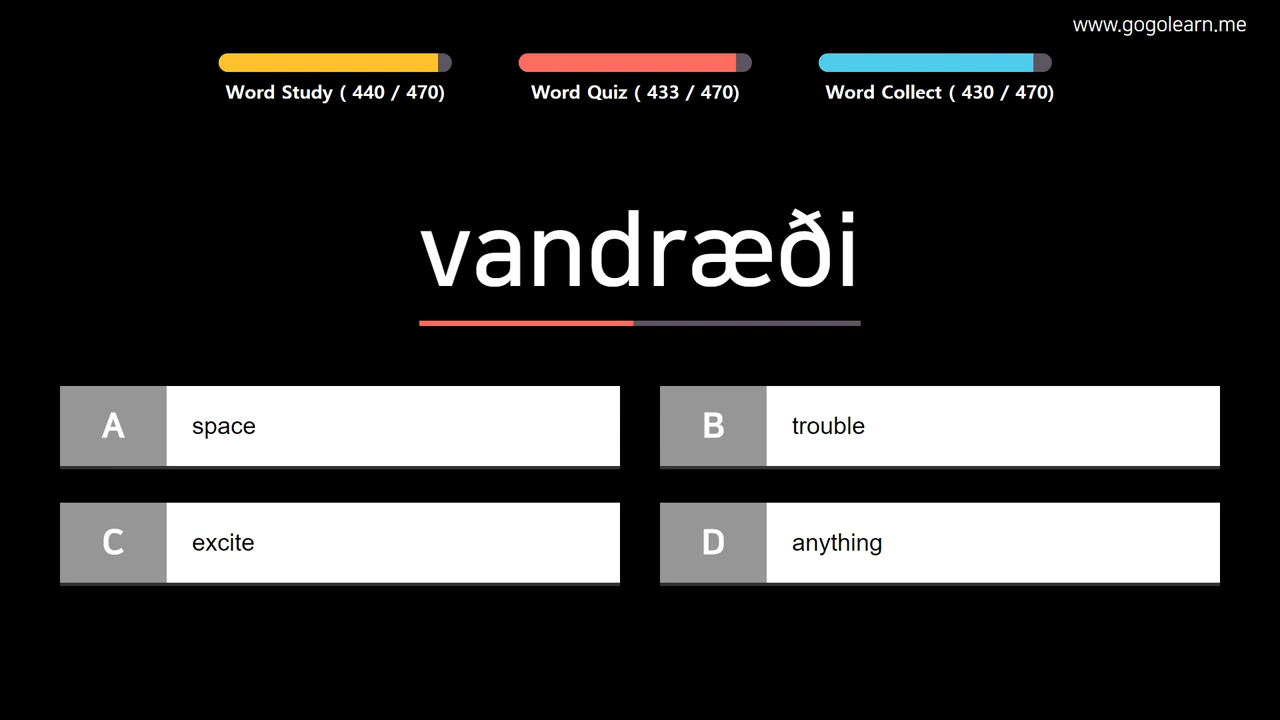 www.gogolearn.me
Word Study ( 440 / 470)
Word Quiz ( 433 / 470)
Word Collect ( 430 / 470)
vandræði
A space
B trouble
C excite
D anything